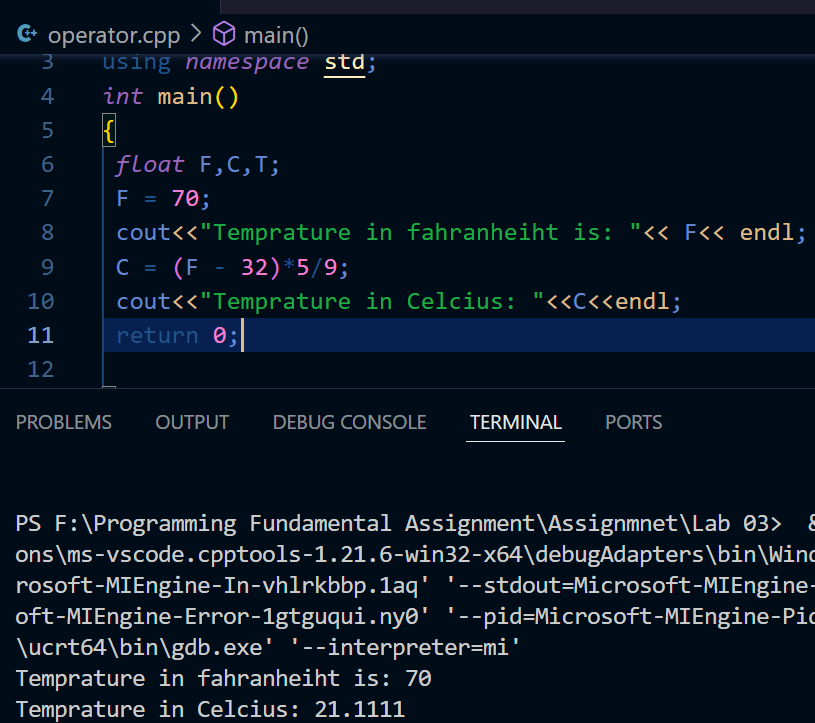 operator.cpp > main()
3 using namespace std;
4 int main()
5 {
6 float F,C,T;
7 F = 70;
8 cout<<"Temprature in fahranheiht is: "<< F<< endl;
9 C = (F - 32)*5/9;
10 cout<<"Temprature in Celcius: "<<C<<endl;
11 return 0;
12
PROBLEMS OUTPUT DEBUG CONSOLE TERMINAL PORTS
PS F:\Programming Fundamental Assignment\Assignmnet\Lab 03> &
ons\ms-vscode.cpptools-1.21.6-win32-x64\debugAdapters\bin\Wind
rosoft-MIEngine-In-vhlrkbbp.1aq' '--stdout=Microsoft-MIEngine-
oft-MIEngine-Error-1gtguqui.ny0' '--pid=Microsoft-MIEngine-Pid
\ucrt64\bin\gdb.exe' '--interpreter=mi'
Temprature in fahranheiht is: 70
Temprature in Celcius: 21.1111